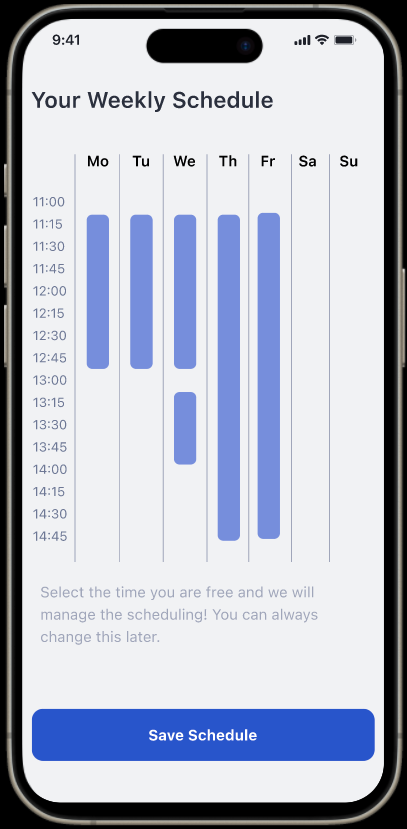 9:41
Your Weekly Schedule
Mo Tu We Th Fr Sa Su
11:00
11:15
11:30
11:45
12:00
12:15
12:30
12:45
13:00
13:15
13:30
13:45
14:00
14:15
14:30
14:45
Select the time you are free and we will
manage the scheduling! You can always
change this later.
Save Schedule